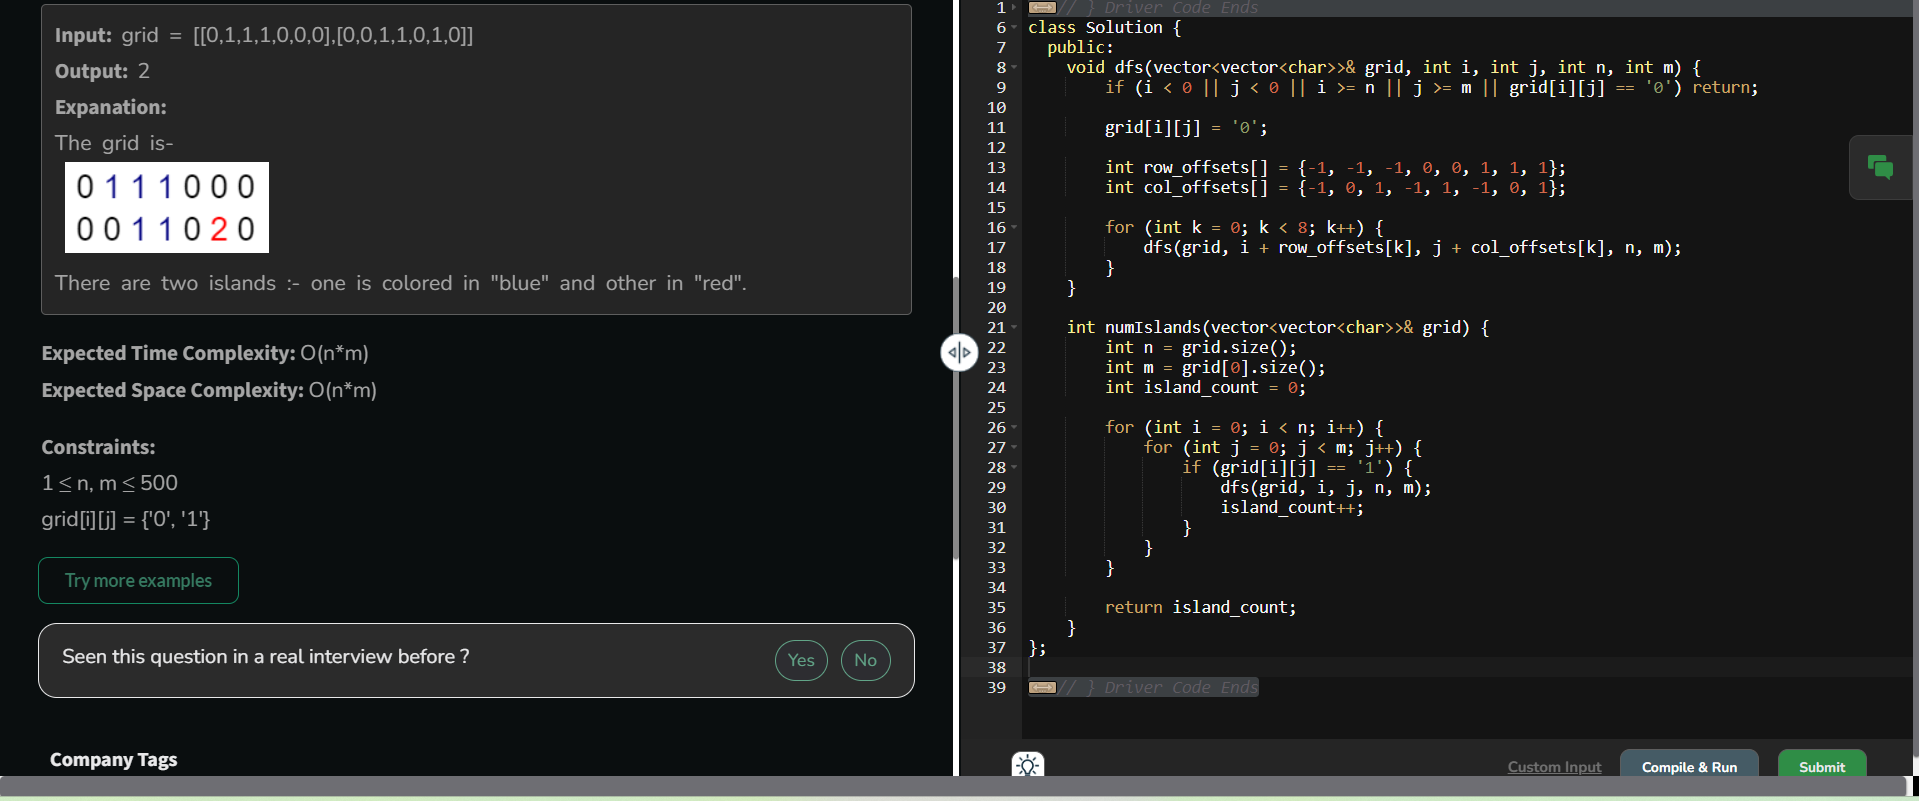 Input: grid = [[0,1,1,1,0,0,0],[0,0,1,1,0,1,0]]
Output: 2
Expanation:
The grid is-
0 1 1 1 0 0 0
0 0 1 1 0 2 0
There are two islands :- one is colored in "blue" and other in "red".
Expected Time Complexity: O(n*m)
Expected Space Complexity: O(n*m)
Constraints:
1 ≤ n, m ≤ 500
grid[i][j] = {'0', '1'}
Try more examples
Seen this question in a real interview before ?
Yes
No
Company Tags
1 // } Driver Code Ends
6 class Solution {
7   public:
8     void dfs(vector<vector<char>>& grid, int i, int j, int n, int m) {
9         if (i < 0 || j < 0 || i >= n || j >= m || grid[i][j] == '0') return;
10
11         grid[i][j] = '0';
12
13         int row_offsets[] = {-1, -1, -1, 0, 0, 1, 1, 1};
14         int col_offsets[] = {-1, 0, 1, -1, 1, -1, 0, 1};
15
16         for (int k = 0; k < 8; k++) {
17             dfs(grid, i + row_offsets[k], j + col_offsets[k], n, m);
18         }
19     }
20
21     int numIslands(vector<vector<char>>& grid) {
22         int n = grid.size();
23         int m = grid[0].size();
24         int island_count = 0;
25
26         for (int i = 0; i < n; i++) {
27             for (int j = 0; j < m; j++) {
28                 if (grid[i][j] == '1') {
29                     dfs(grid, i, j, n, m);
30                     island_count++;
31                 }
32             }
33         }
34
35         return island_count;
36     }
37 };
38
39 // } Driver Code Ends
Custom Input
Compile & Run
Submit